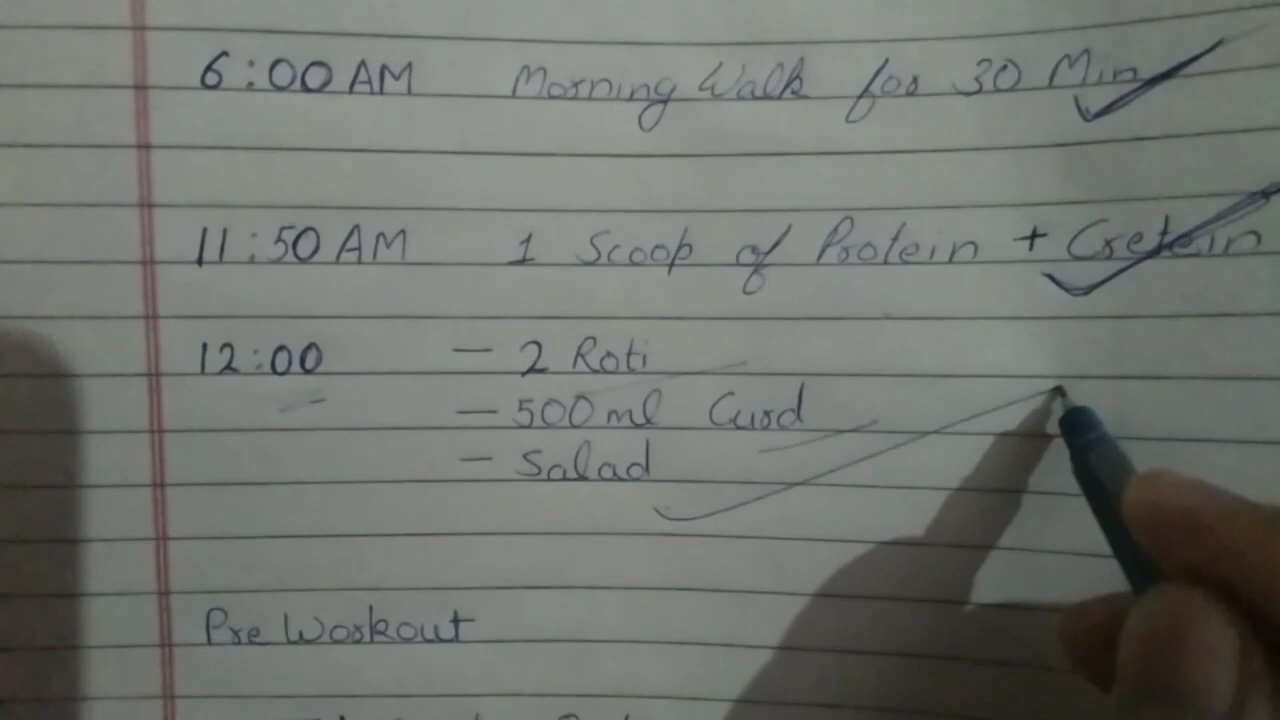 6:00 AM Morning Walk for 30 Min
11:50 AM 1 Scoop of Protein + Cretein
12:00 – 2 Roti
– 500ml Curd
– Salad
Pre Workout